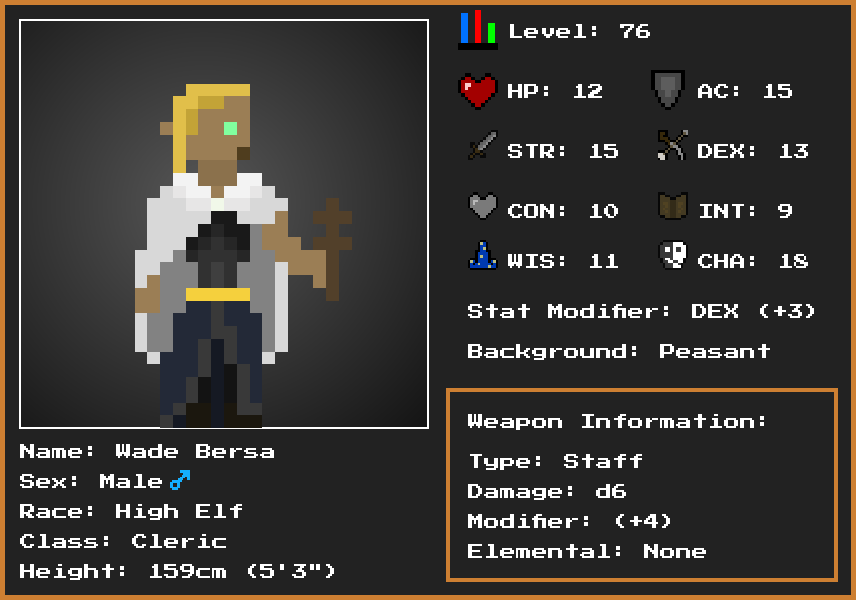 Level: 76
HP: 12 AC: 15
STR: 15 DEX: 13
CON: 10 INT: 9
WIS: 11 CHA: 18
Stat Modifier: DEX (+3)
Background: Peasant
Weapon Information:
Type: Staff
Damage: d6
Modifier: (+4)
Elemental: None
Name: Wade Bersa
Sex: Male♂
Race: High Elf
Class: Cleric
Height: 159cm (5'3")